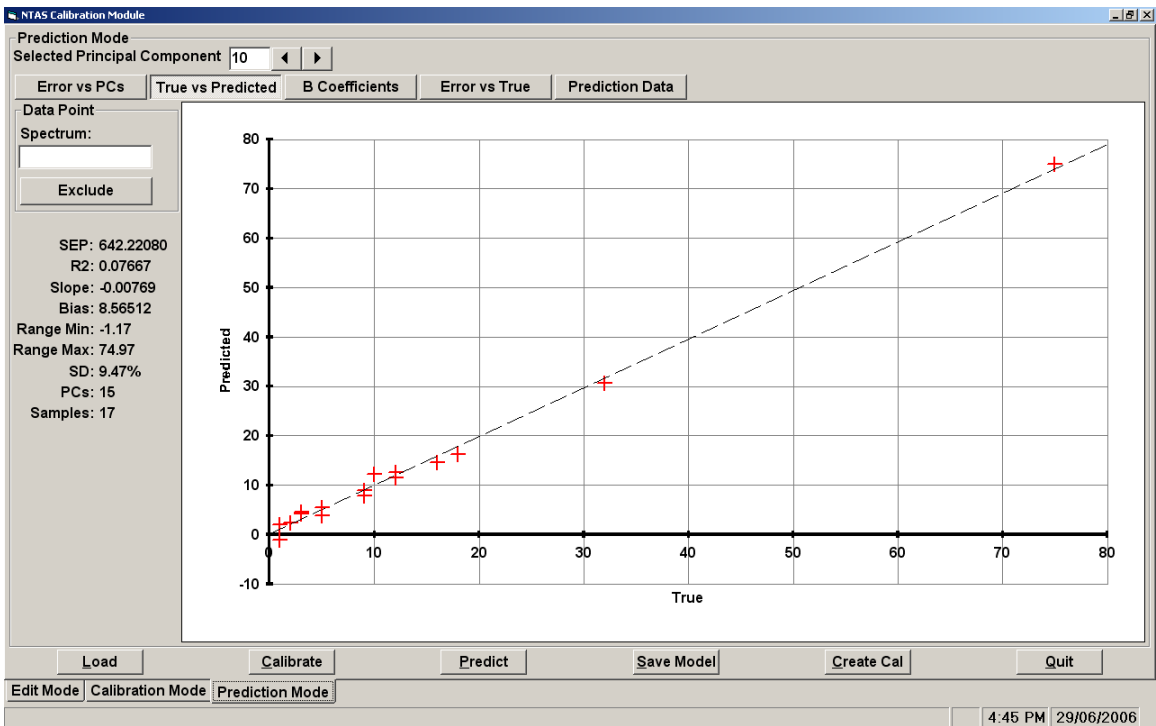 NTAS Calibration Module
Prediction Mode
Selected Principal Component 10
Error vs PCs True vs Predicted B Coefficients Error vs True Prediction Data
Data Point
Spectrum:
Exclude
SEP: 642.22080
R2: 0.07667
Slope: -0.00769
Bias: 8.56512
Range Min: -1.17
Range Max: 74.97
SD: 9.47%
PCs: 15
Samples: 17
80
70
60
50
40
30
20
10
0
-10
Predicted
0 10 20 30 40 50 60 70 80
True
Load Calibrate Predict Save Model Create Cal Quit
Edit Mode Calibration Mode Prediction Mode
4:45 PM 29/06/2006